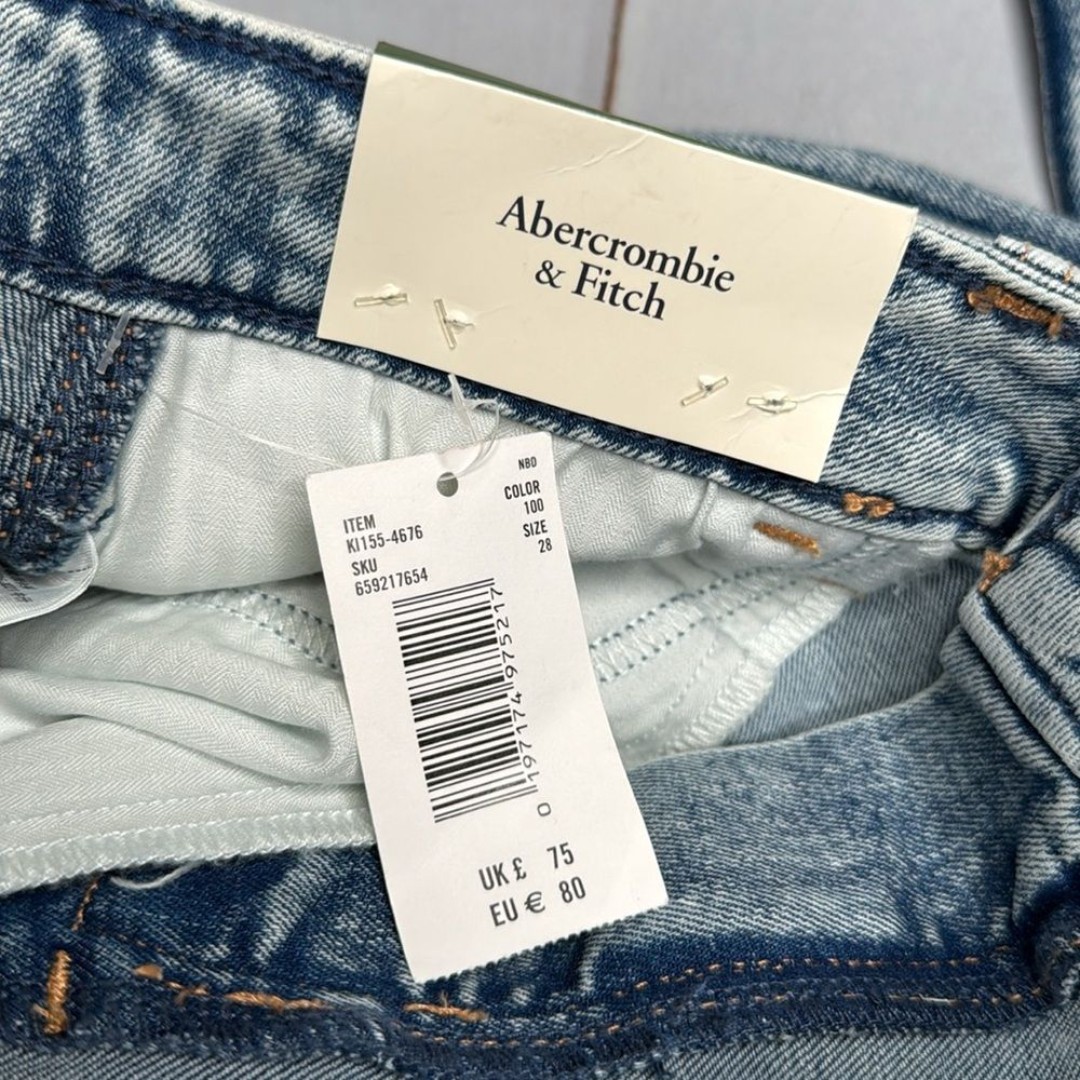 Abercrombie
& Fitch
NBD
COLOR
100
SIZE
28
ITEM
KI155-4676
SKU
659217654
0 197174 975217
UK £ 75
EU € 80